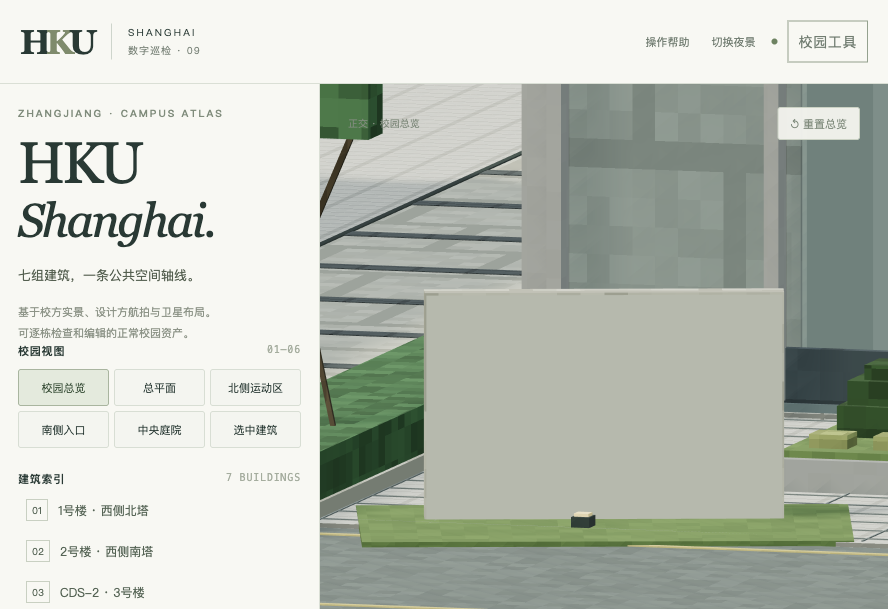 HKU
SHANGHAI
数字巡检 · 09
操作帮助
切换夜景
校园工具
ZHANGJIANG · CAMPUS ATLAS
HKU
Shanghai.
七组建筑，一条公共空间轴线。
基于校方实景、设计方航拍与卫星布局。
可逐栋检查和编辑的正常校园资产。
校园视图
01—06
校园总览
总平面
北侧运动区
南侧入口
中央庭院
选中建筑
建筑索引
7 BUILDINGS
01 1号楼 · 西侧北塔
02 2号楼 · 西侧南塔
03 CDS-2 · 3号楼
正交 · 校园总览
↺ 重置总览